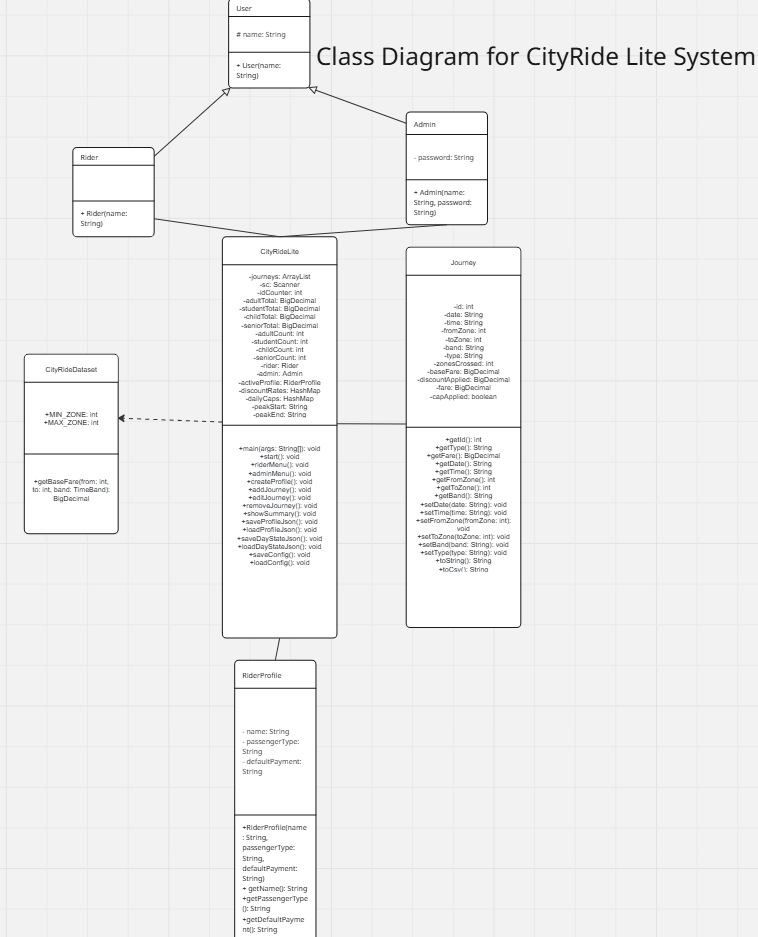 User
# name: String
+ User(name:
String)
Class Diagram for CityRide Lite System
Admin
- password: String
+ Admin(name:
String, password:
String)
Rider
+ Rider(name:
String)
CityRideLite
-journeys: ArrayList
-sc: Scanner
-idCounter: int
-adultTotal: BigDecimal
-studentTotal: BigDecimal
-childTotal: BigDecimal
-seniorTotal: BigDecimal
-adultCount: int
-studentCount: int
-childCount: int
-seniorCount: int
-rider: Rider
-admin: Admin
-activeProfile: RiderProfile
-discountRates: HashMap
-dailyCaps: HashMap
-peakStart: String
-peakEnd: String
+main(args: String[]): void
+start(): void
+riderMenu(): void
+adminMenu(): void
+createProfile(): void
+addJourney(): void
+editJourney(): void
+removeJourney(): void
+showSummary(): void
+saveProfileJson(): void
+loadProfileJson(): void
+saveDayStateJson(): void
+loadDayStateJson(): void
+saveConfig(): void
+loadConfig(): void
Journey
-id: int
-date: String
-time: String
-fromZone: int
-toZone: int
-band: String
-type: String
-zonesCrossed: int
-baseFare: BigDecimal
-discountApplied: BigDecimal
-fare: BigDecimal
-capApplied: boolean
+getId(): int
+getType(): String
+getFare(): BigDecimal
+getDate(): String
+getTime(): String
+getFromZone(): int
+getToZone(): int
+getBand(): String
+setDate(date: String): void
+setTime(time: String): void
+setFromZone(fromZone: int):
void
+setToZone(toZone: int): void
+setBand(band: String): void
+setType(type: String): void
+toString(): String
+toCsv(): String
CityRideDataset
+MIN_ZONE: int
+MAX_ZONE: int
+getBaseFare(from: int,
to: int, band: TimeBand):
BigDecimal
RiderProfile
- name: String
- passengerType:
String
- defaultPayment:
String
+RiderProfile(name
: String,
passengerType:
String,
defaultPayment:
String)
+ getName(): String
+getPassengerType
(): String
+getDefaultPayme
nt(): String